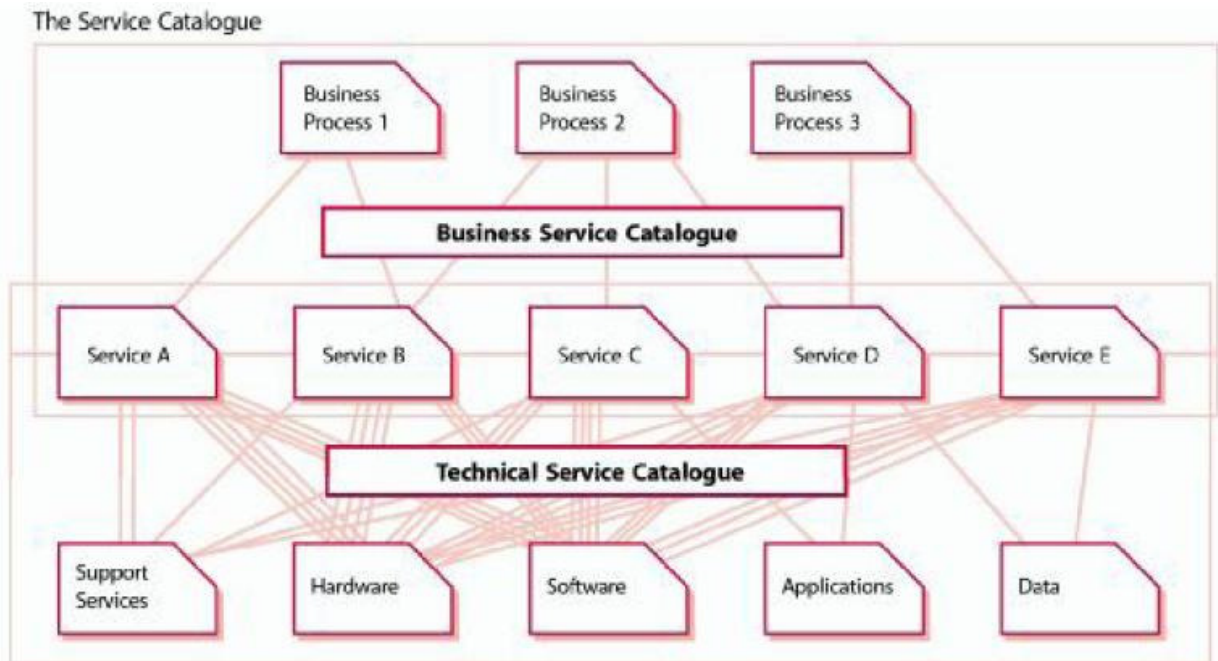 The Service Catalogue
Business
Process 1
Business
Process 2
Business
Process 3
Business Service Catalogue
Service A
Service B
Service C
Service D
Service E
Technical Service Catalogue
Support
Services
Hardware
Software
Applications
Data